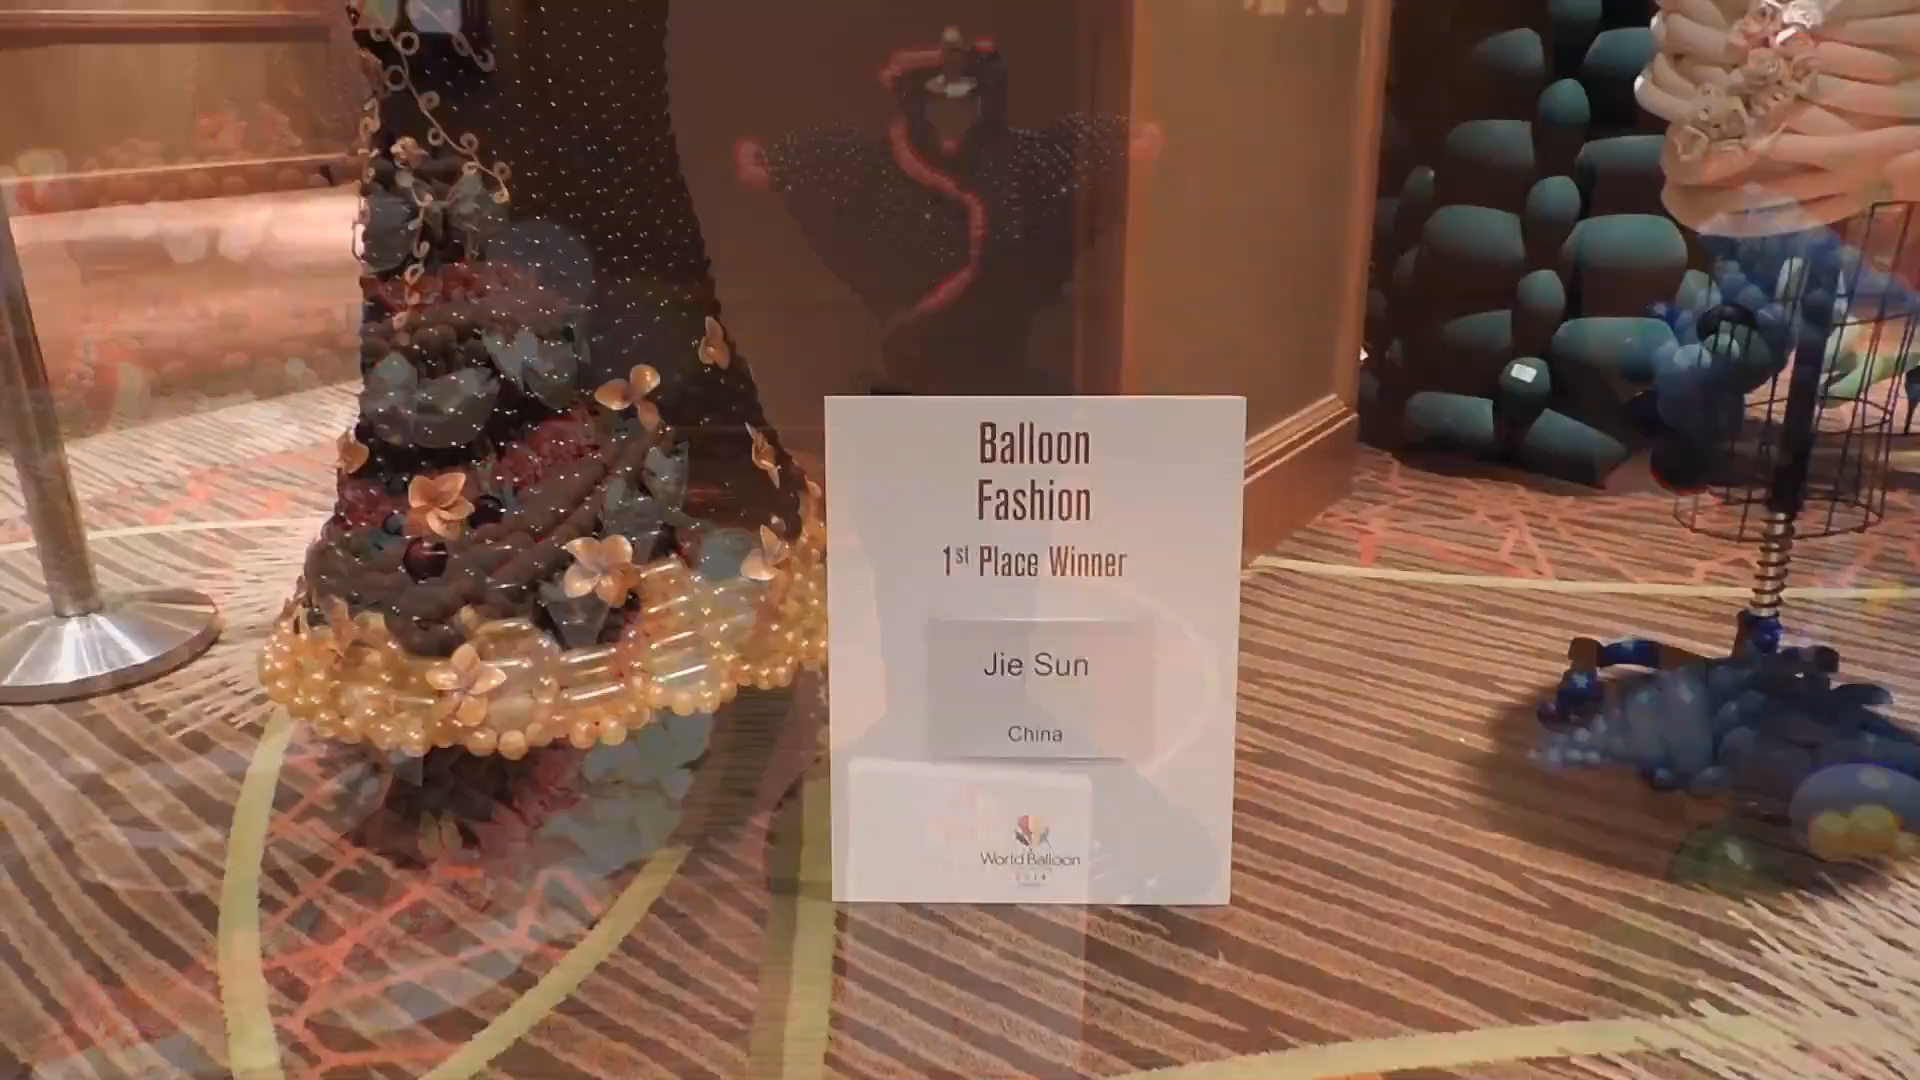 Balloon
Fashion
1st Place Winner
Jie Sun
China
World Balloon